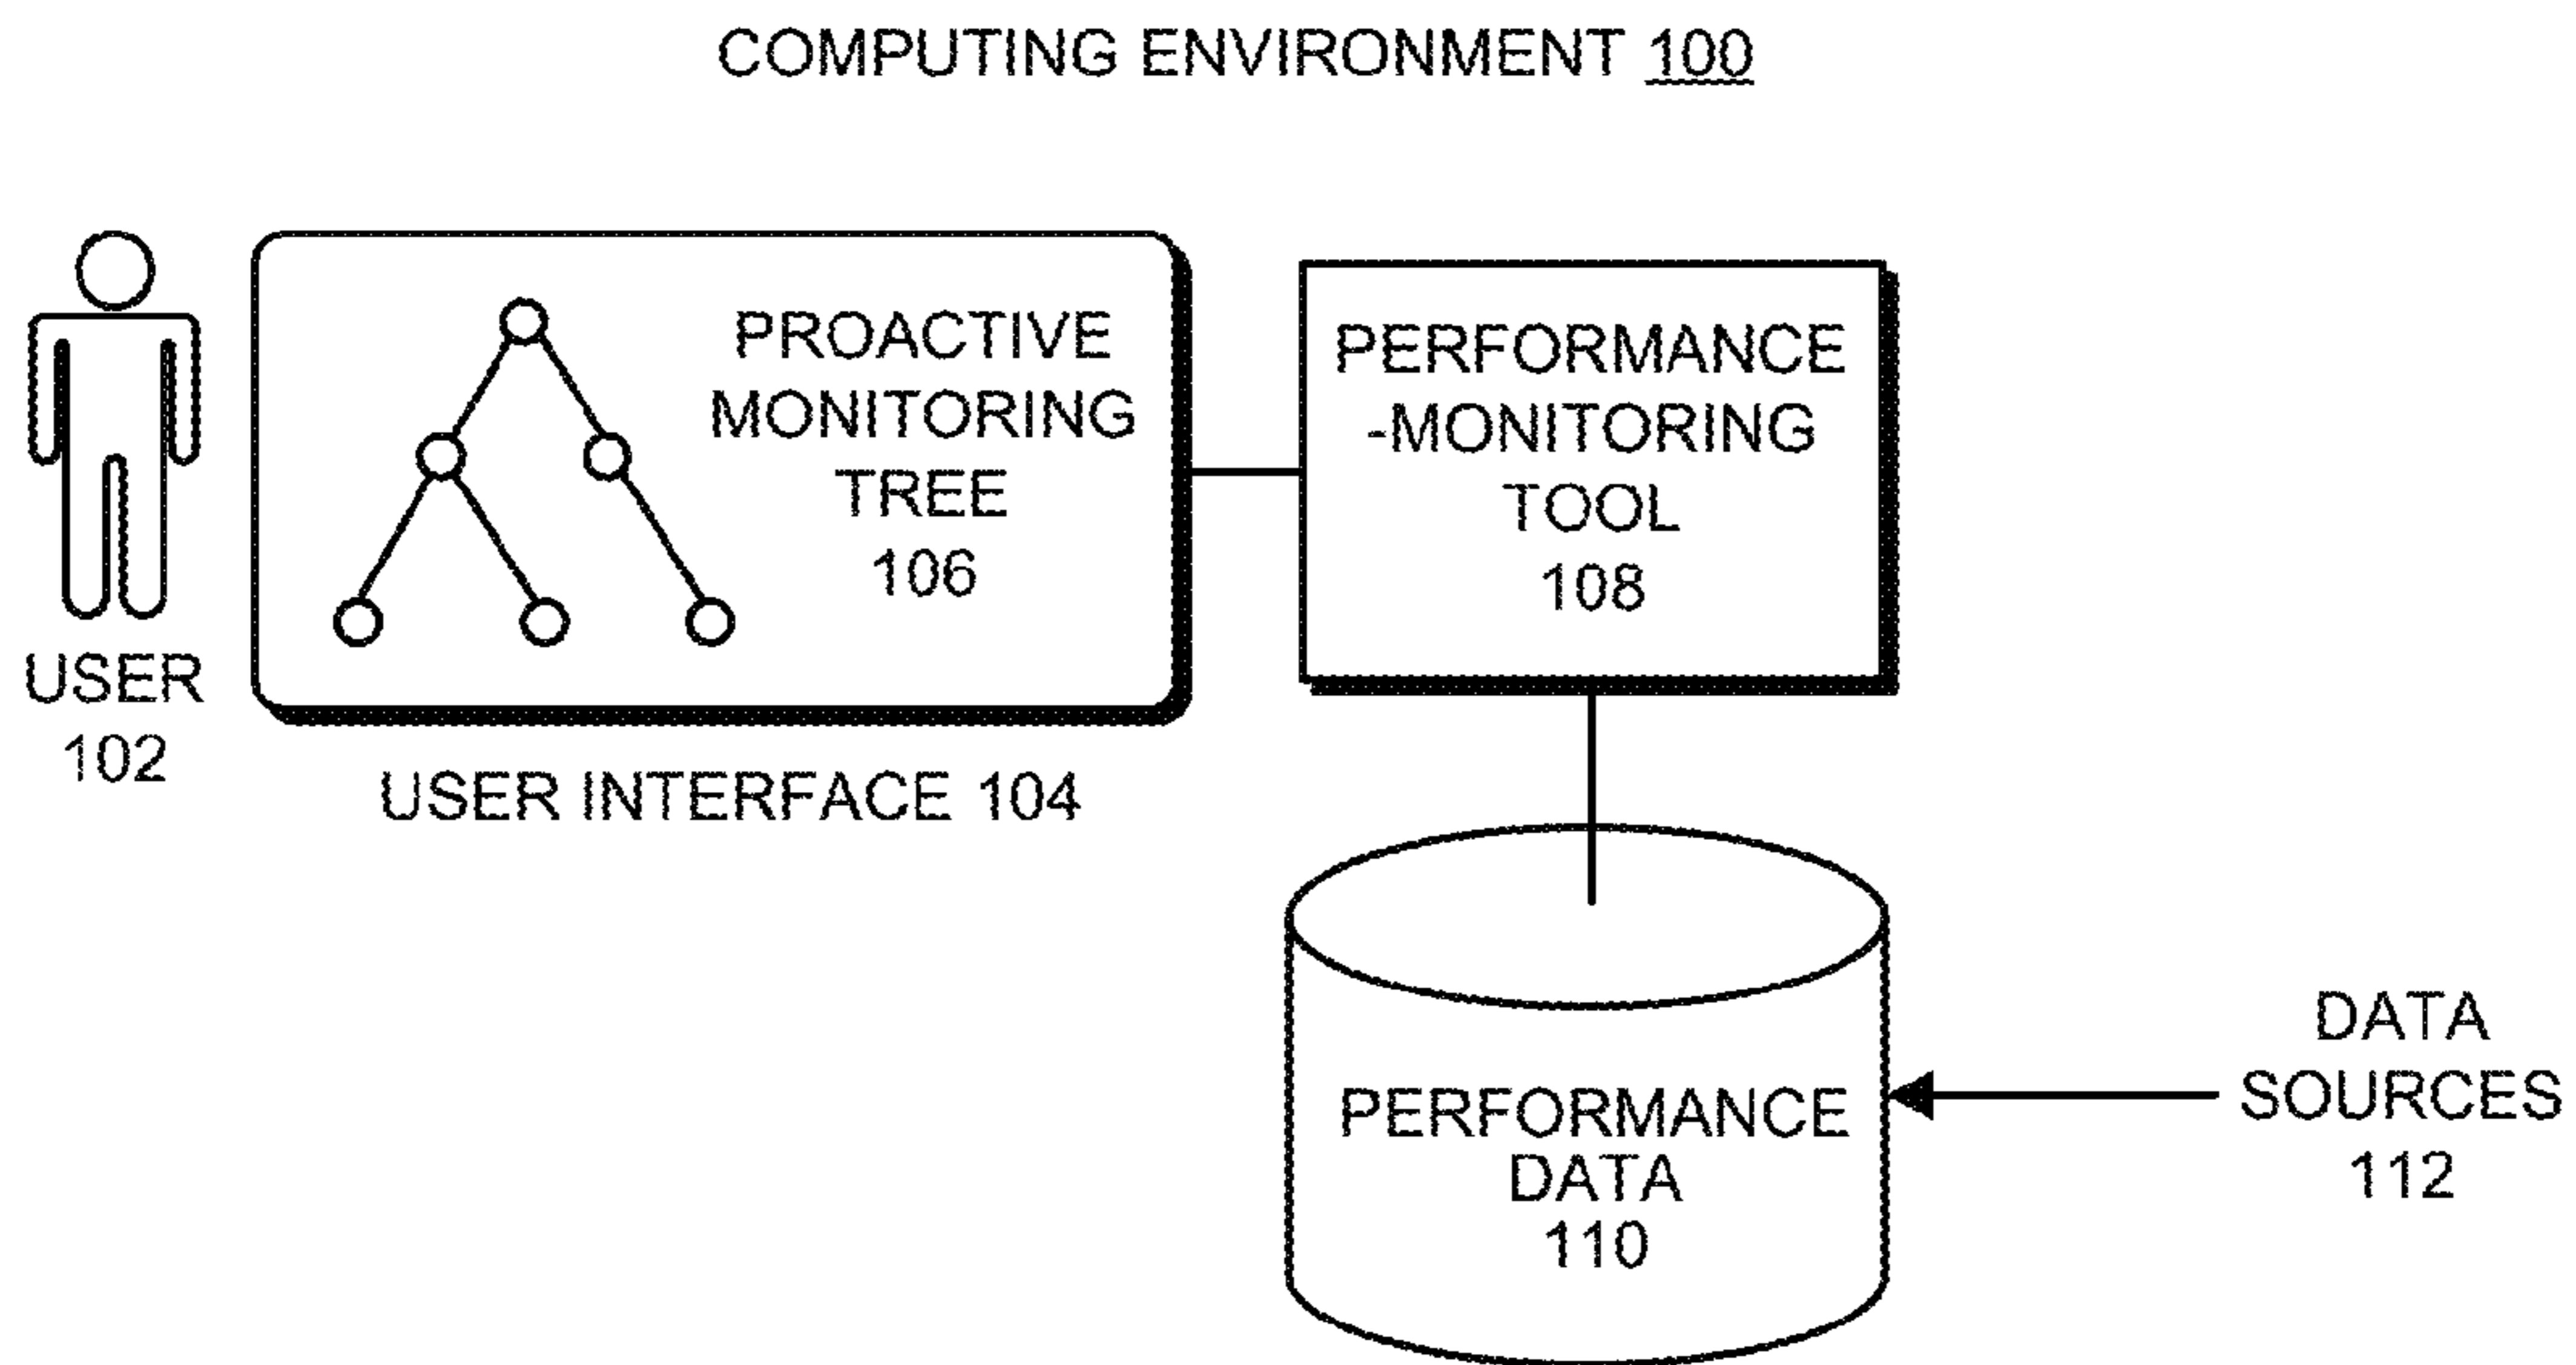 COMPUTING ENVIRONMENT 100
USER
102
PROACTIVE
MONITORING
TREE
106
USER INTERFACE 104
PERFORMANCE
-MONITORING
TOOL
108
PERFORMANCE
DATA
110
DATA
SOURCES
112